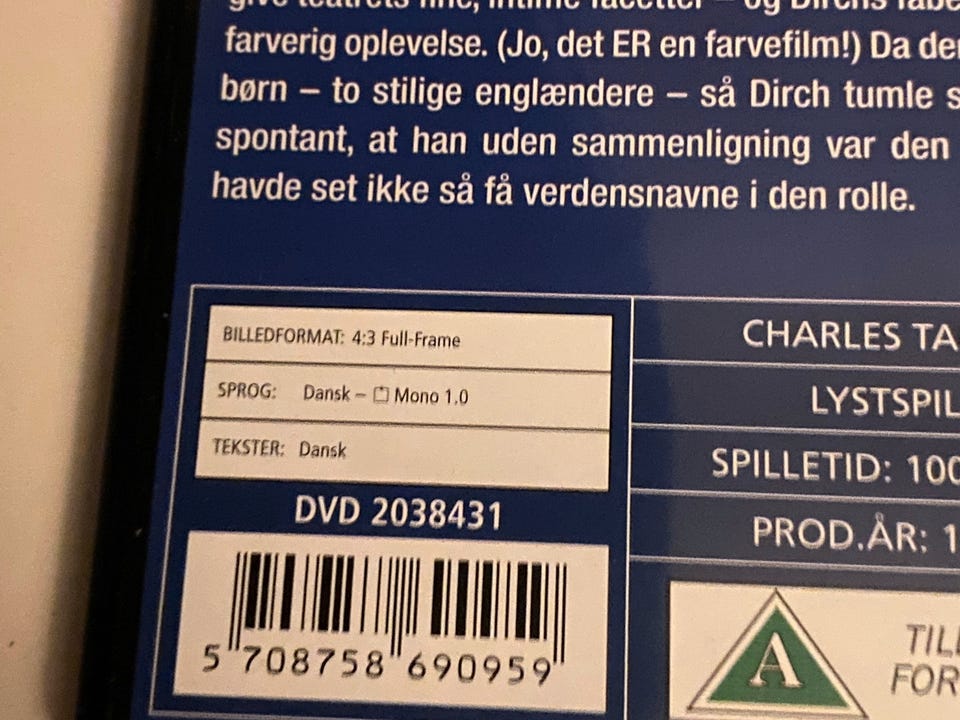 farverig oplevelse. (Jo, det ER en farvefilm!) Da de
børn – to stilige englændere – så Dirch tumle s
spontant, at han uden sammenligning var den
havde set ikke så få verdensnavne i den rolle.
BILLEDFORMAT: 4:3 Full-Frame
SPROG: Dansk – Mono 1.0
TEKSTER: Dansk
DVD 2038431
5 708758 690959
CHARLES TA
LYSTSPIL
SPILLETID: 100
PROD.ÅR: 1
A
TILL
FOR